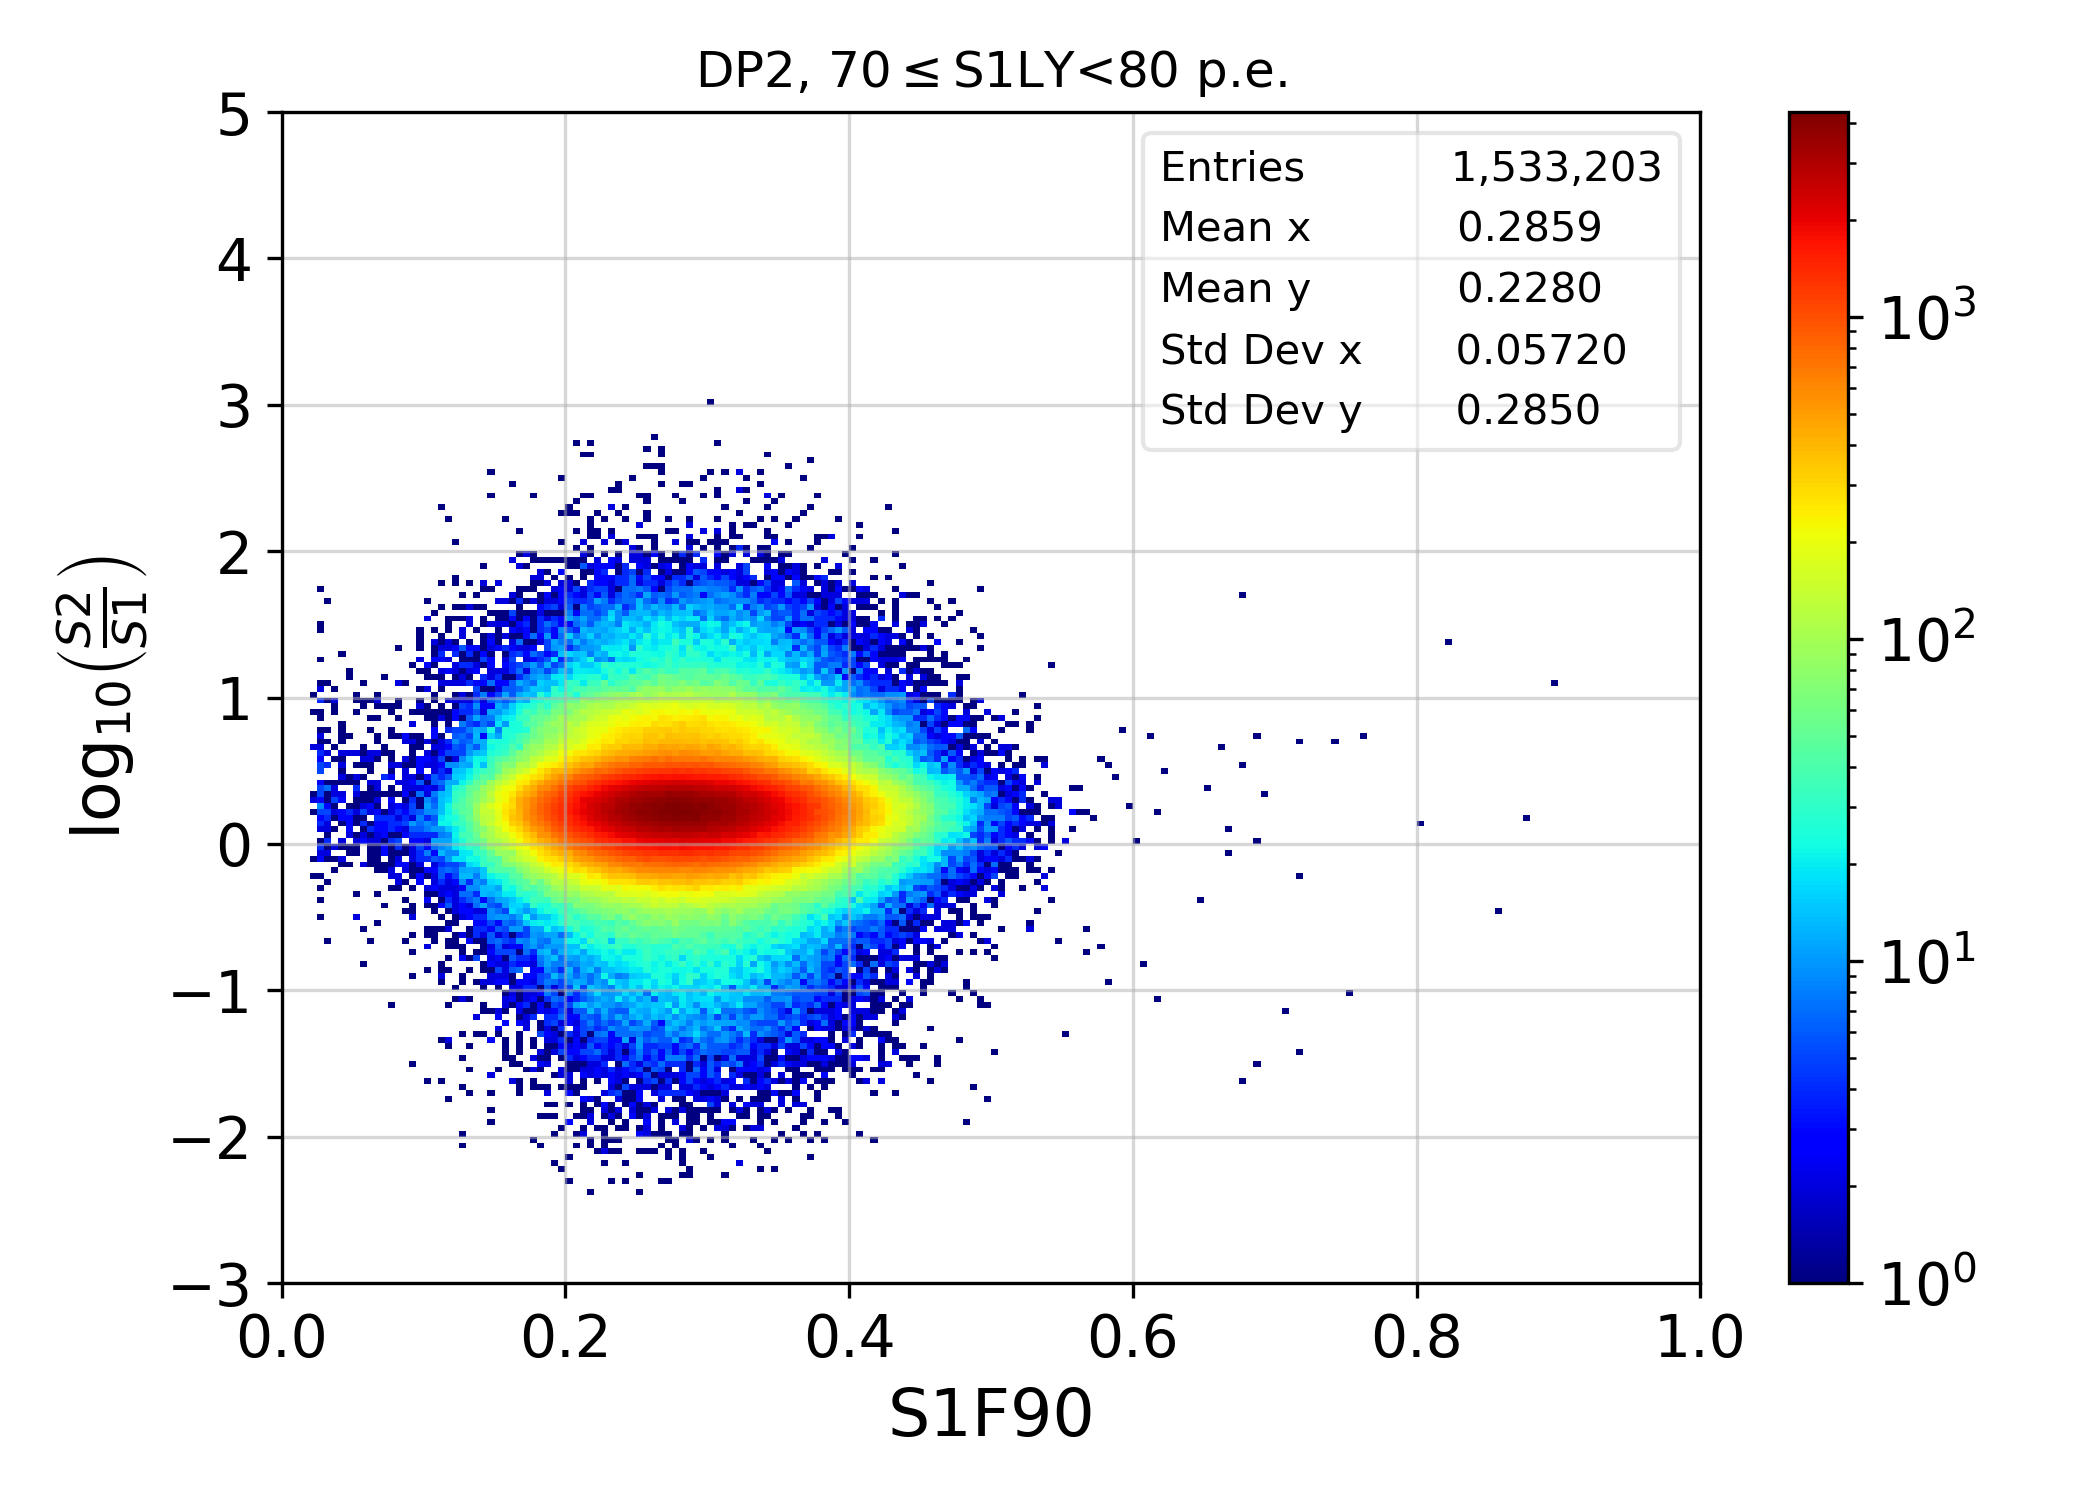 DP2, 70 ≤ S1LY<80 p.e.
5
4
3
2
1
0
−1
−2
−3
log₁₀(S2/S1)
Entries 1,533,203
Mean x 0.2859
Mean y 0.2280
Std Dev x 0.05720
Std Dev y 0.2850
10³
10²
10¹
10⁰
0.0 0.2 0.4 0.6 0.8 1.0
S1F90